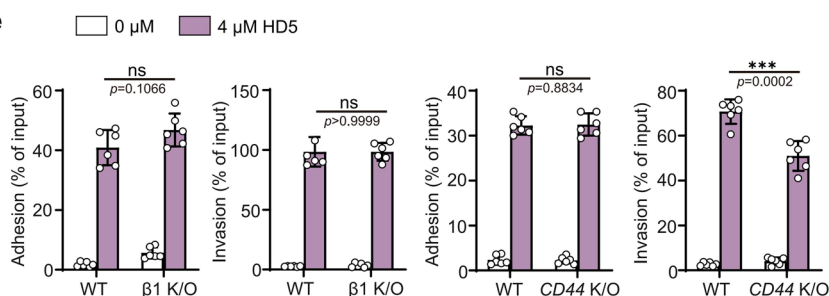 e
0 μM 4 μM HD5
ns
p=0.1066
Adhesion (% of input)
60
40
20
0
WT β1 K/O
ns
p>0.9999
Invasion (% of input)
150
100
50
0
WT β1 K/O
ns
p=0.8834
Adhesion (% of input)
40
30
20
10
0
WT CD44 K/O
***
p=0.0002
Invasion (% of input)
80
60
40
20
0
WT CD44 K/O